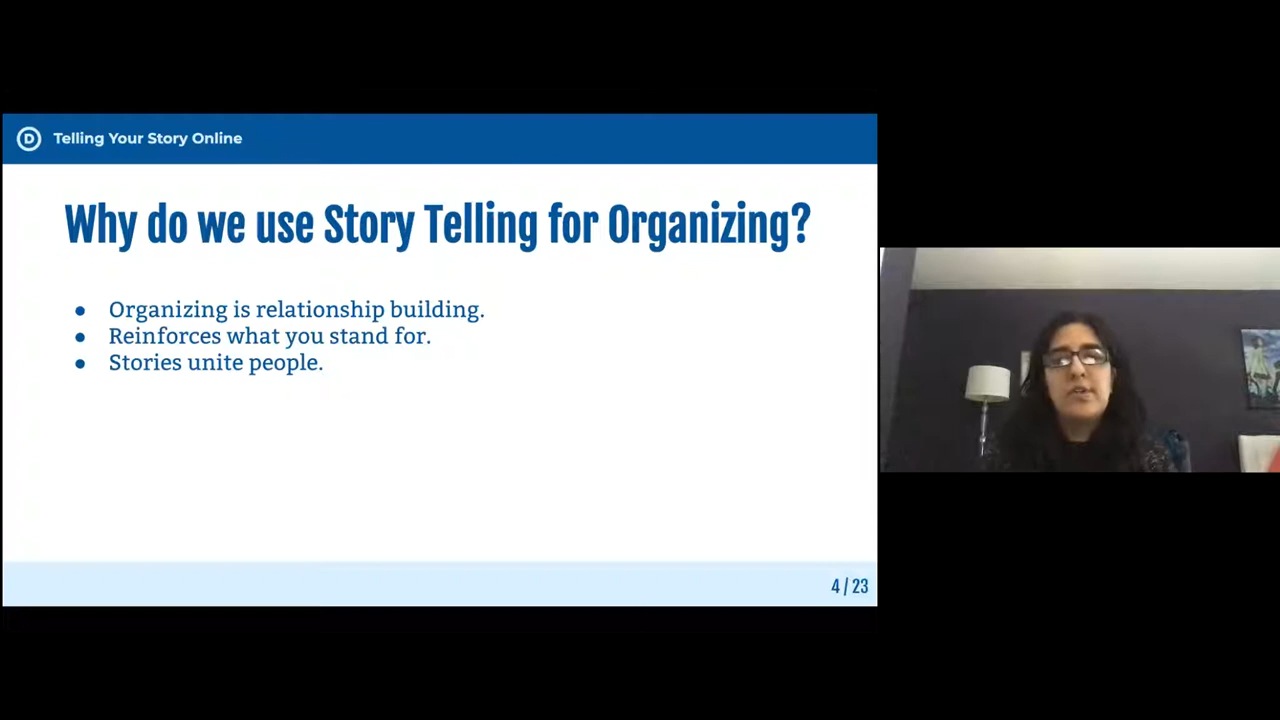 D
Telling Your Story Online
Why do we use Story Telling for Organizing?
● Organizing is relationship building.
● Reinforces what you stand for.
● Stories unite people.
4 / 23